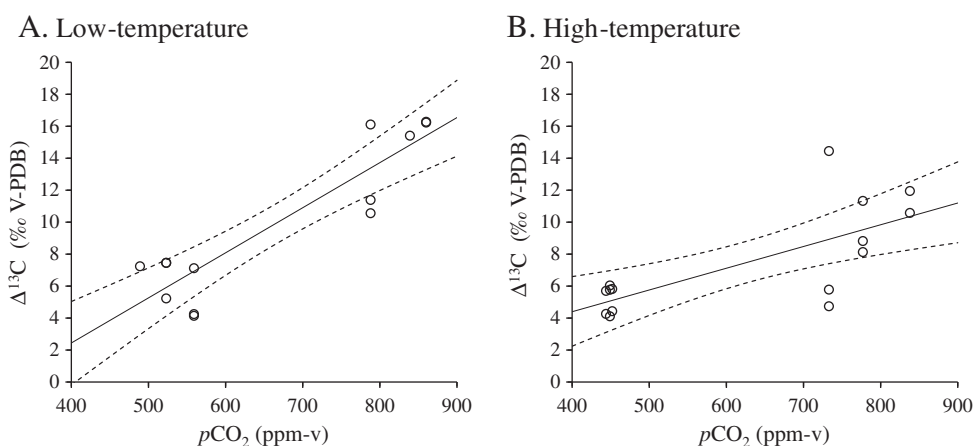 A. Low-temperature
20
18
16
14
12
10
8
6
4
2
0
Δ¹³C (‰ V-PDB)
400 500 600 700 800 900
pCO₂ (ppm-v)
B. High-temperature
20
18
16
14
12
10
8
6
4
2
0
Δ¹³C (‰ V-PDB)
400 500 600 700 800 900
pCO₂ (ppm-v)